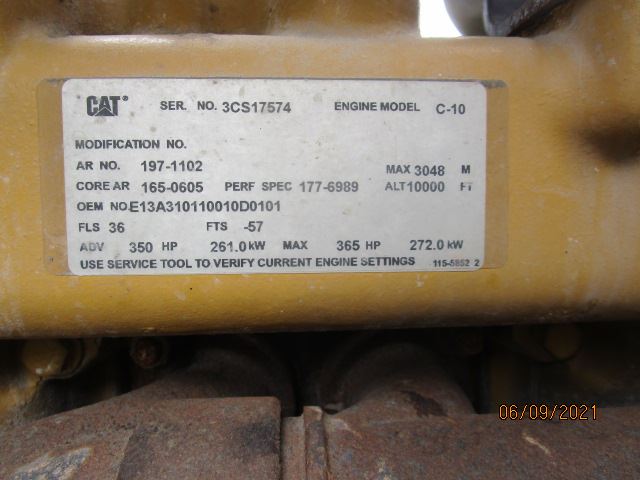 CAT® SER. NO. 3CS17574 ENGINE MODEL C-10
MODIFICATION NO.
AR NO. 197-1102 MAX 3048 M
CORE AR 165-0605 PERF SPEC 177-6989 ALT 10000 FT
OEM NO. E13A310110010D0101
FLS 36 FTS -57
ADV 350 HP 261.0 kW MAX 365 HP 272.0 kW
USE SERVICE TOOL TO VERIFY CURRENT ENGINE SETTINGS 115-5852 2
06/09/2021